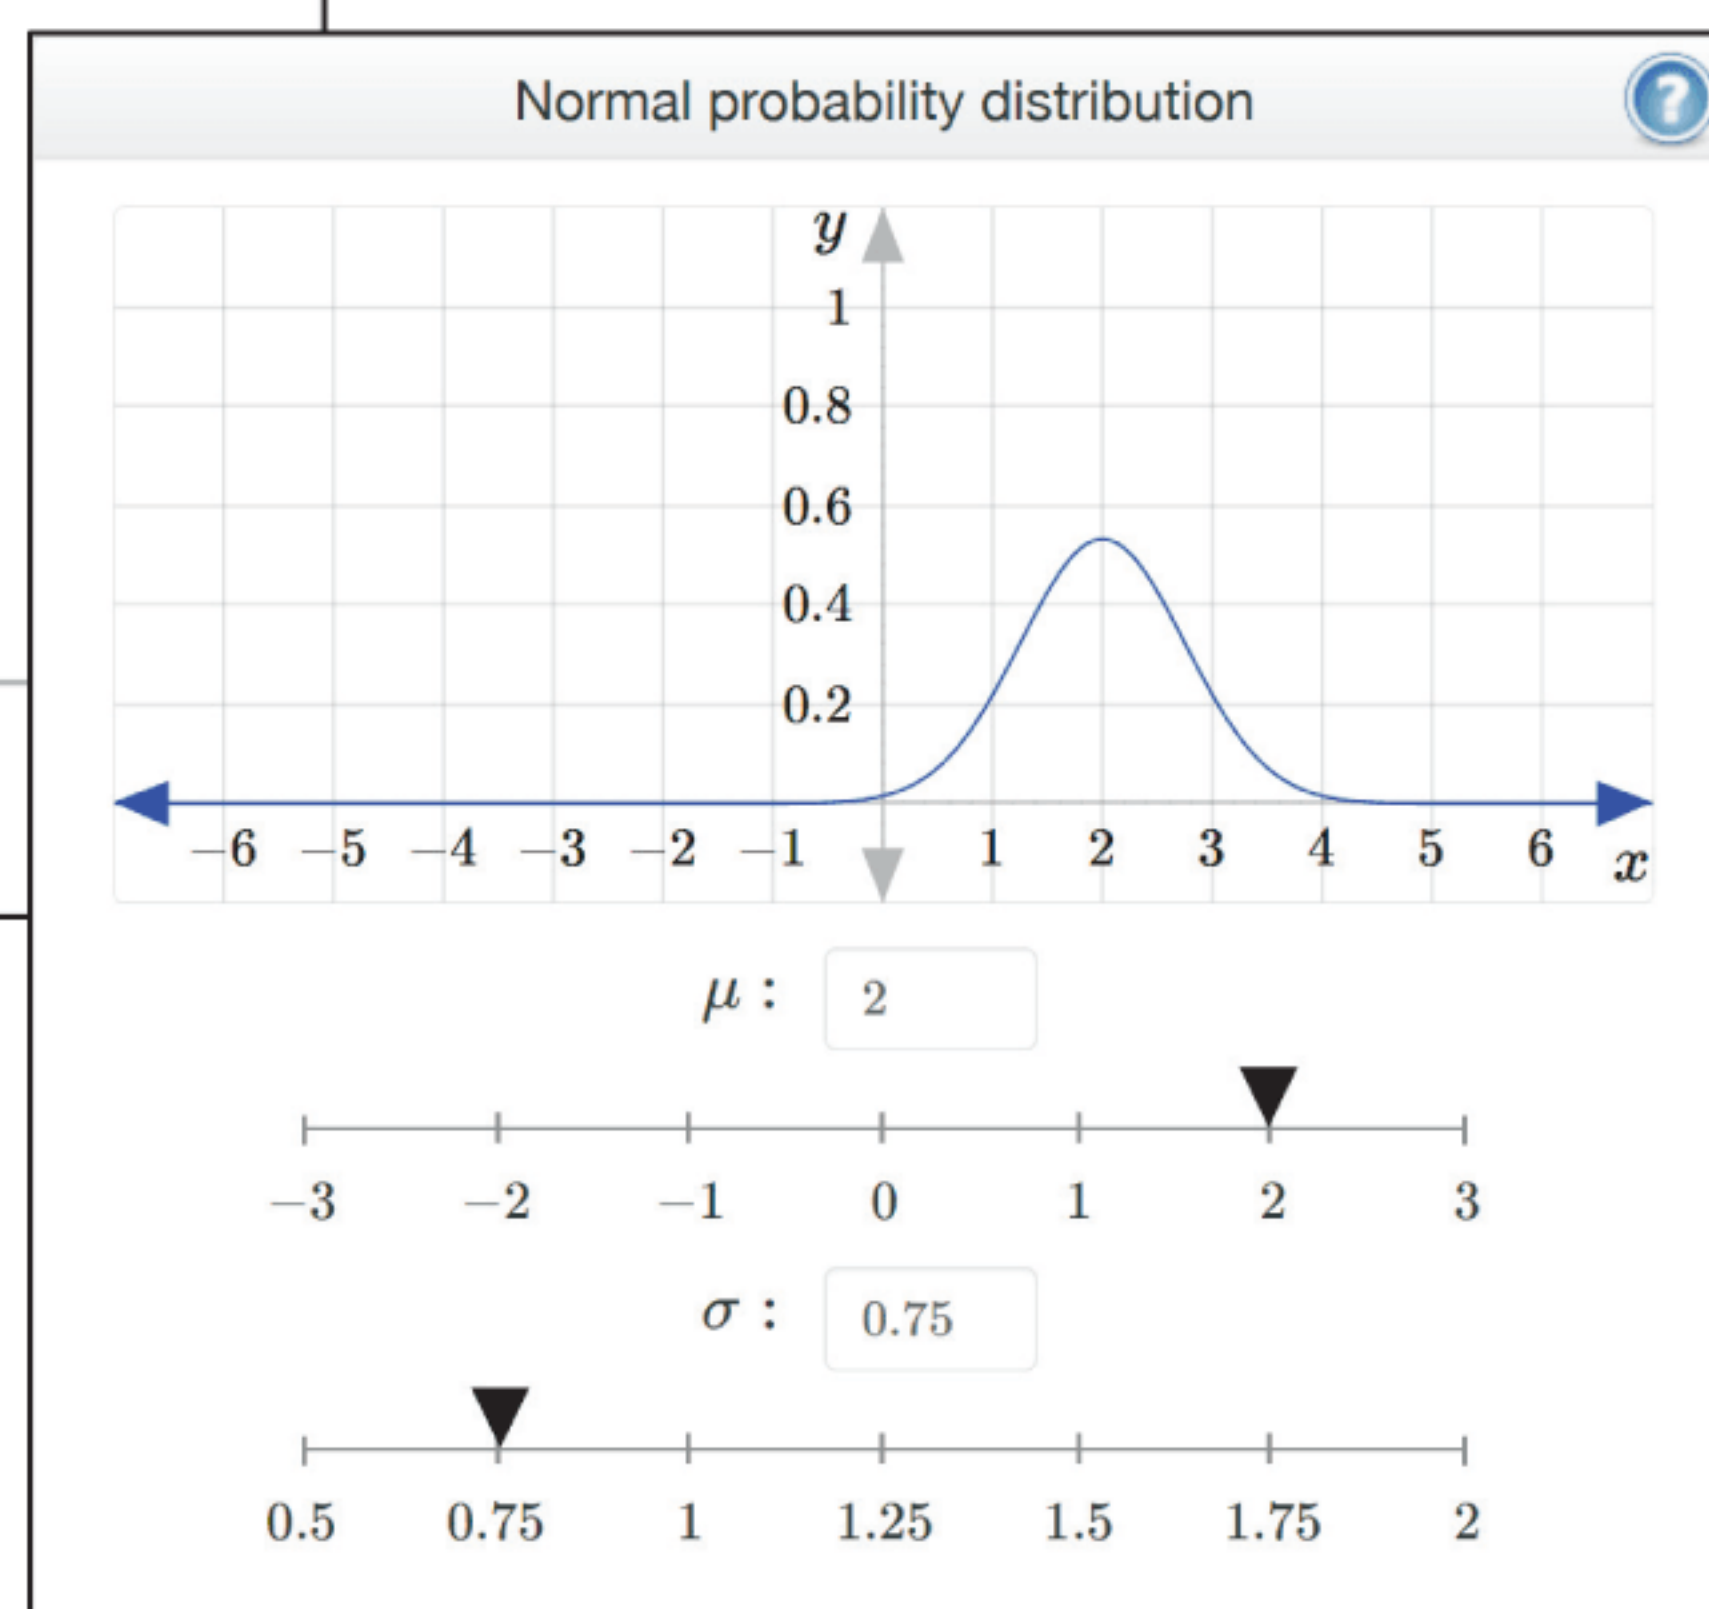 Normal probability distribution ?
y
1
0.8
0.6
0.4
0.2
−6 −5 −4 −3 −2 −1 1 2 3 4 5 6 x
μ : 2
−3 −2 −1 0 1 2 3
σ : 0.75
0.5 0.75 1 1.25 1.5 1.75 2